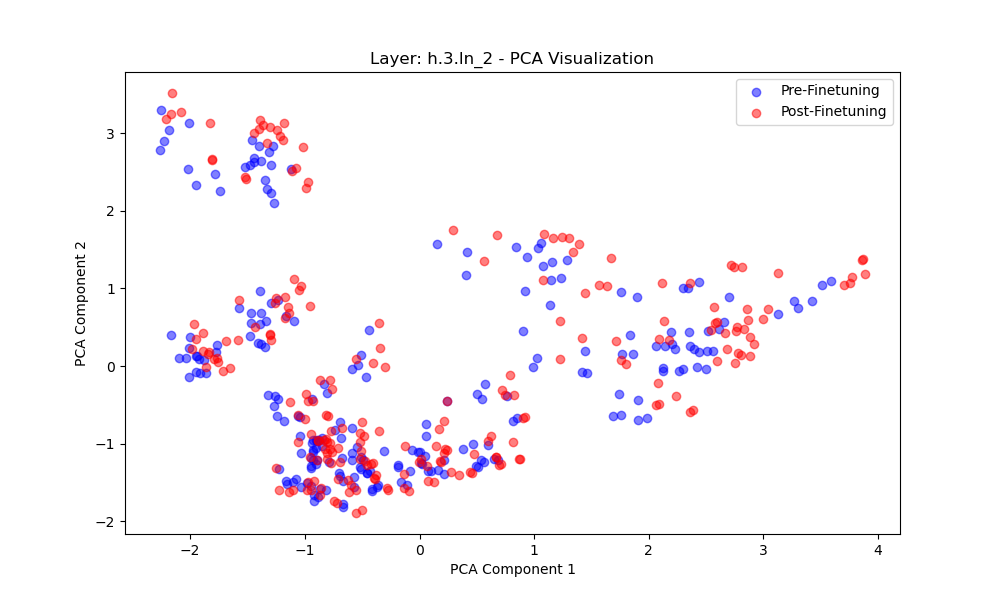 Layer: h.3.ln_2 - PCA Visualization
Pre-Finetuning
Post-Finetuning
PCA Component 2
3
2
1
0
−1
−2
−2
−1
0
1
2
3
4
PCA Component 1